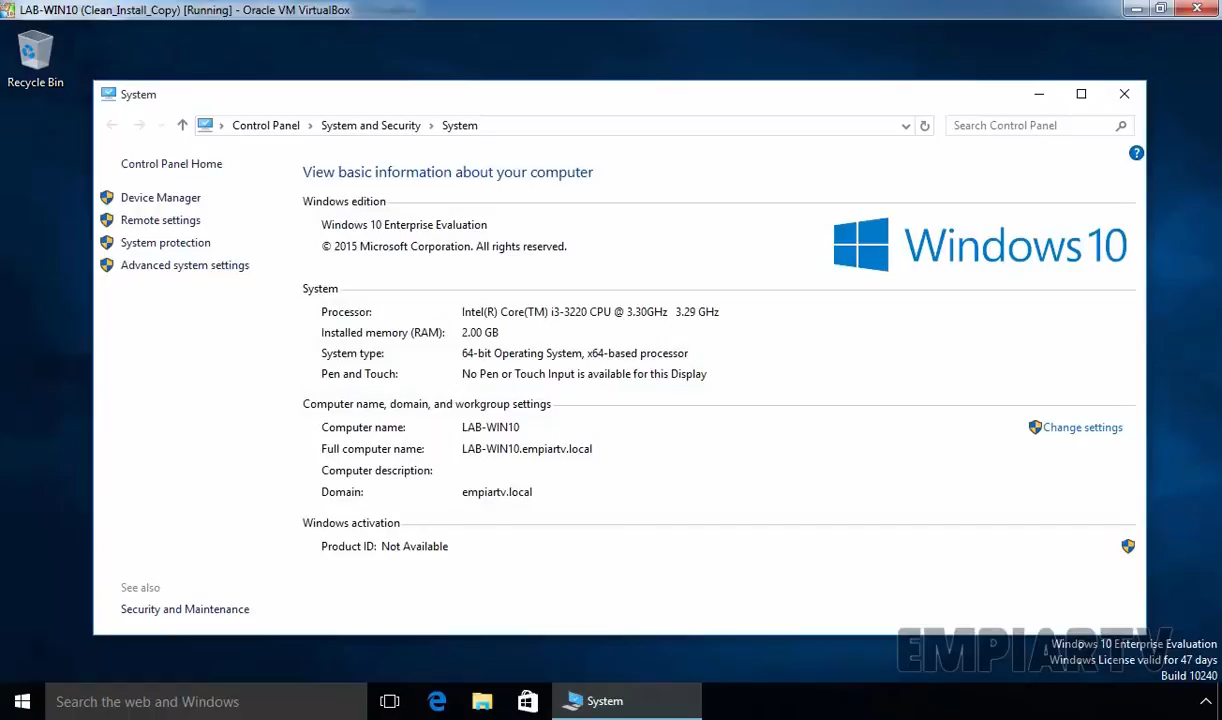 LAB-WIN10 (Clean_Install_Copy) [Running] - Oracle VM VirtualBox
Recycle Bin
System
Control Panel > System and Security > System
Search Control Panel
Control Panel Home
Device Manager
Remote settings
System protection
Advanced system settings
View basic information about your computer
Windows edition
Windows 10 Enterprise Evaluation
© 2015 Microsoft Corporation. All rights reserved.
Windows 10
System
Processor: Intel(R) Core(TM) i3-3220 CPU @ 3.30GHz 3.29 GHz
Installed memory (RAM): 2.00 GB
System type: 64-bit Operating System, x64-based processor
Pen and Touch: No Pen or Touch Input is available for this Display
Computer name, domain, and workgroup settings
Computer name: LAB-WIN10
Change settings
Full computer name: LAB-WIN10.empiartv.local
Computer description:
Domain: empiartv.local
Windows activation
Product ID: Not Available
See also
Security and Maintenance
EMPIARTV
Windows 10 Enterprise Evaluation
Windows License valid for 47 days
Build 10240
Search the web and Windows
System